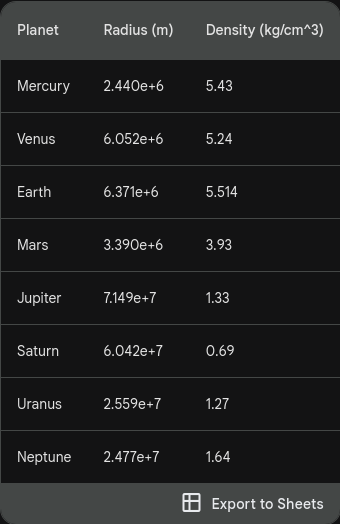 Planet Radius (m) Density (kg/cm^3)
Mercury 2.440e+6 5.43
Venus 6.052e+6 5.24
Earth 6.371e+6 5.514
Mars 3.390e+6 3.93
Jupiter 7.149e+7 1.33
Saturn 6.042e+7 0.69
Uranus 2.559e+7 1.27
Neptune 2.477e+7 1.64
Export to Sheets